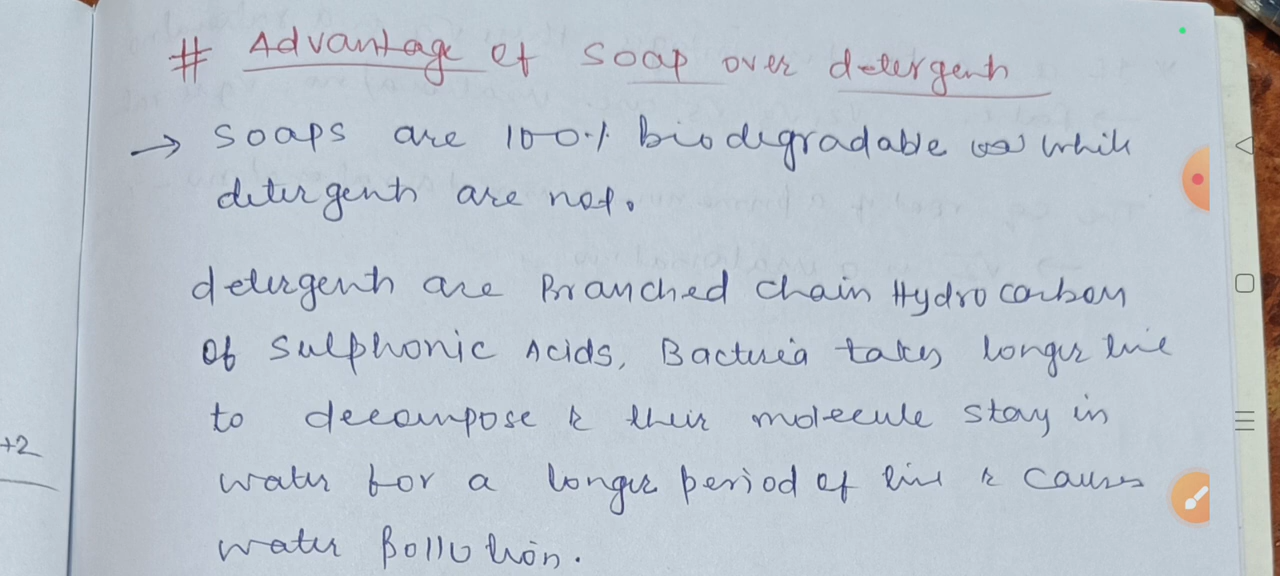 # Advantage of Soap over detergent
→ Soaps are 100% biodegradable while
detergents are not.
detergent are Branched chain Hydrocarbon
Of Sulphonic Acids, Bacteria takes longer time
to decompose & their molecule stay in
water for a longer period of time & causes
water Pollution.
+2